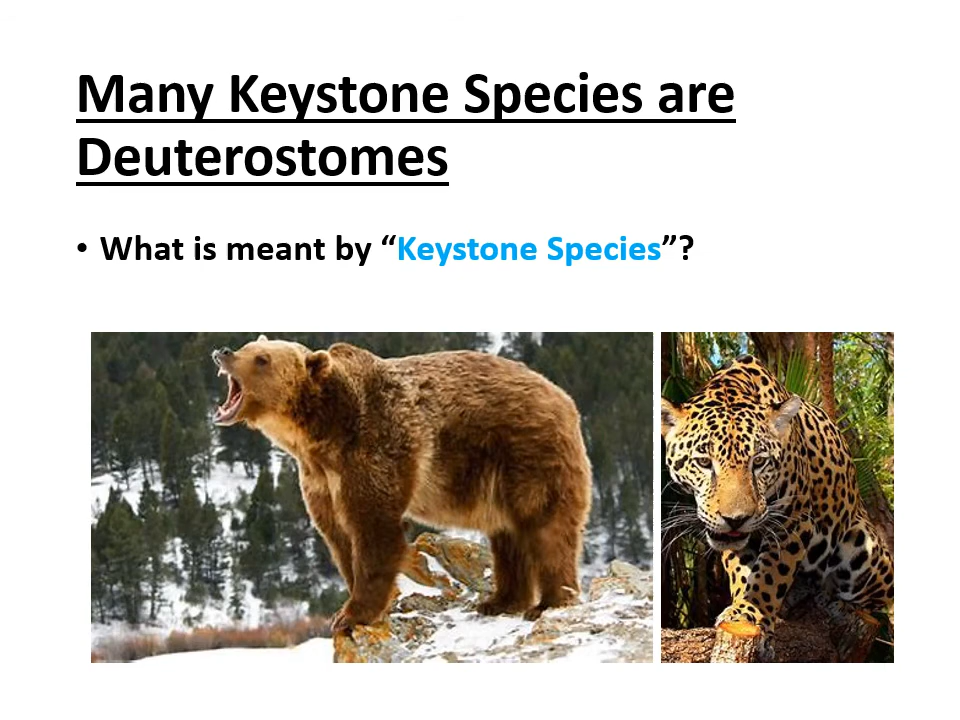 Many Keystone Species are
Deuterostomes
• What is meant by “Keystone Species”?